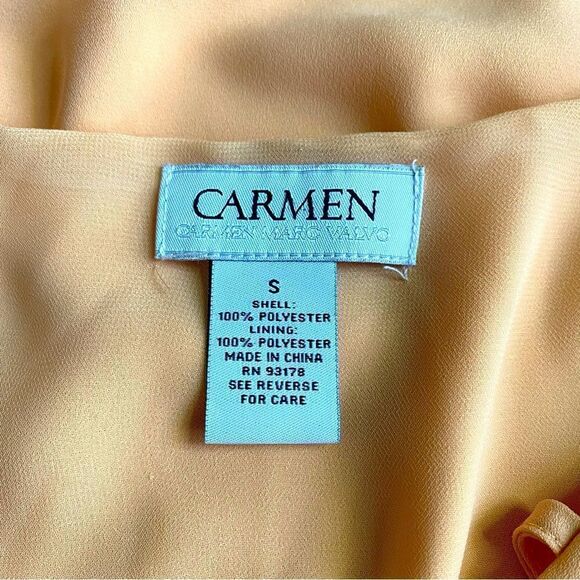 CARMEN
CARMEN MARC VALVO
S
SHELL:
100% POLYESTER
LINING:
100% POLYESTER
MADE IN CHINA
RN 93178
SEE REVERSE
FOR CARE